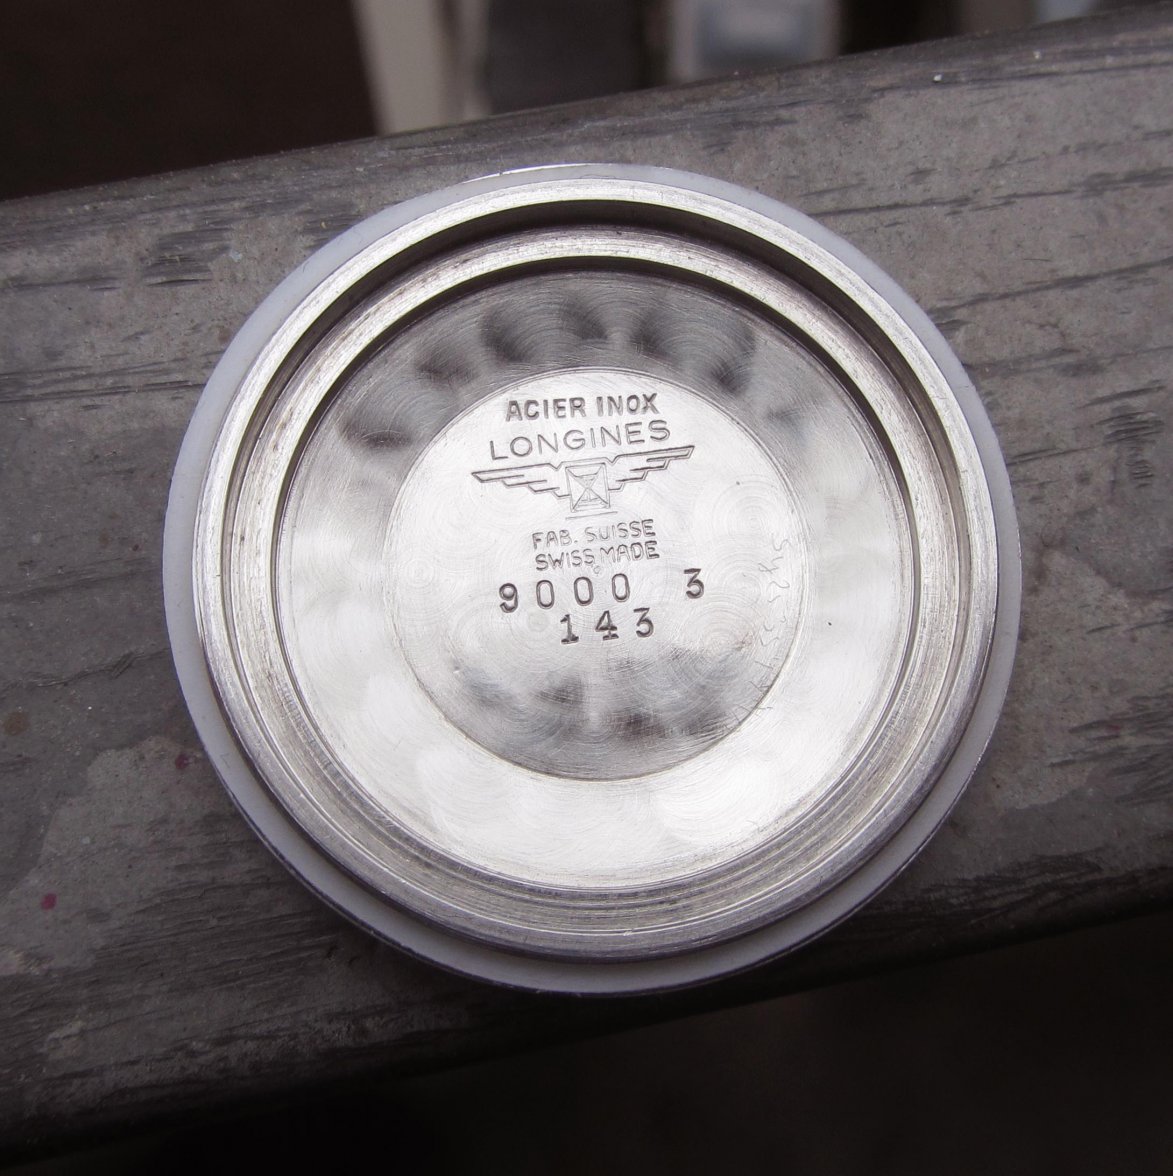 ACIER INOX
LONGINES
FAB. SUISSE
SWISS MADE
9000 3
143